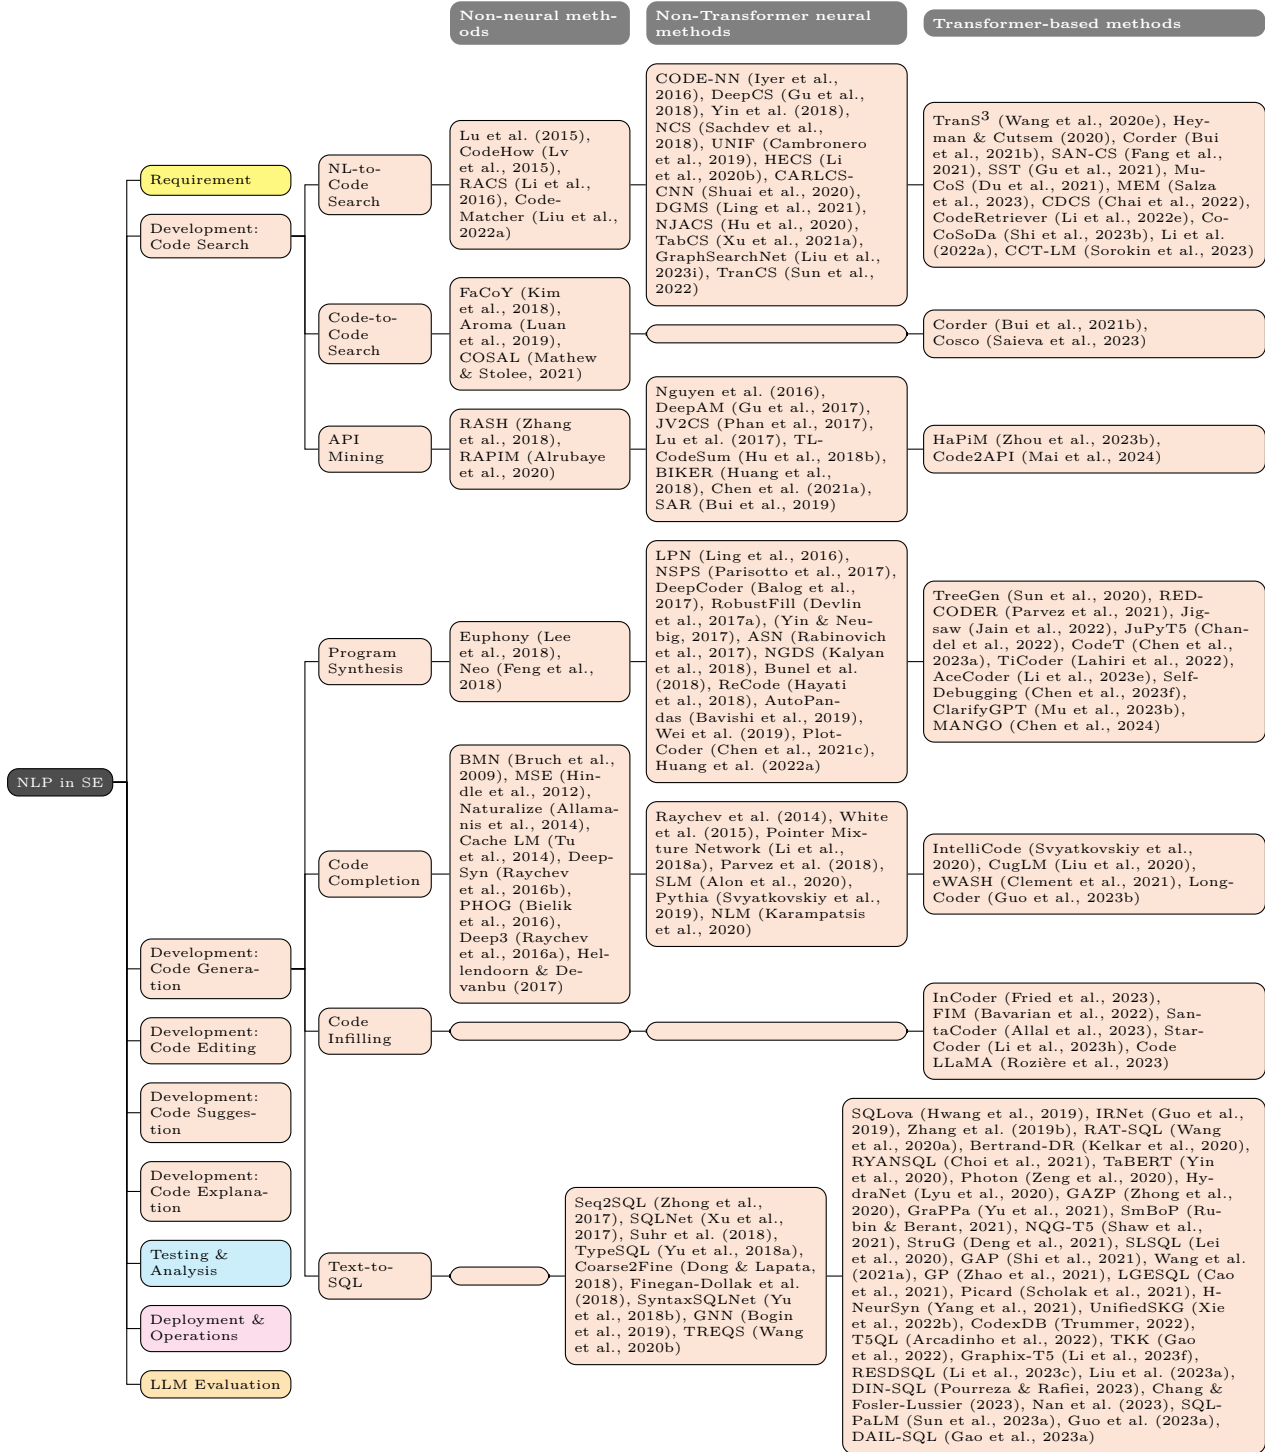 Non-neural meth-
ods
Non-Transformer neural
methods
Transformer-based methods
NLP in SE
Requirement
Development:
Code Search
NL-to-
Code
Search
Lu et al. (2015),
CodeHow (Lv
et al., 2015),
RACS (Li et al.,
2016), Code-
Matcher (Liu et al.,
2022a)
CODE-NN (Iyer et al.,
2016), DeepCS (Gu et al.,
2018), Yin et al. (2018),
NCS (Sachdev et al.,
2018), UNIF (Cambronero
et al., 2019), HECS (Li
et al., 2020b), CARLCS-
CNN (Shuai et al., 2020),
DGMS (Ling et al., 2021),
NJACS (Hu et al., 2020),
TabCS (Xu et al., 2021a),
GraphSearchNet (Liu et al.,
2023i), TranCS (Sun et al.,
2022)
TranS3 (Wang et al., 2020e), Hey-
man & Cutsem (2020), Corder (Bui
et al., 2021b), SAN-CS (Fang et al.,
2021), SST (Gu et al., 2021), Mu-
CoS (Du et al., 2021), MEM (Salza
et al., 2023), CDCS (Chai et al., 2022),
CodeRetriever (Li et al., 2022e), Co-
CoSoDa (Shi et al., 2023b), Li et al.
(2022a), CCT-LM (Sorokin et al., 2023)
Code-to-
Code
Search
FaCoY (Kim
et al., 2018),
Aroma (Luan
et al., 2019),
COSAL (Mathew
& Stolee, 2021)
Corder (Bui et al., 2021b),
Cosco (Saieva et al., 2023)
API
Mining
RASH (Zhang
et al., 2018),
RAPIM (Alrubaye
et al., 2020)
Nguyen et al. (2016),
DeepAM (Gu et al., 2017),
JV2CS (Phan et al., 2017),
Lu et al. (2017), TL-
CodeSum (Hu et al., 2018b),
BIKER (Huang et al.,
2018), Chen et al. (2021a),
SAR (Bui et al., 2019)
HaPiM (Zhou et al., 2023b),
Code2API (Mai et al., 2024)
Development:
Code Genera-
tion
Program
Synthesis
Euphony (Lee
et al., 2018),
Neo (Feng et al.,
2018)
LPN (Ling et al., 2016),
NSPS (Parisotto et al., 2017),
DeepCoder (Balog et al.,
2017), RobustFill (Devlin
et al., 2017a), (Yin & Neu-
big, 2017), ASN (Rabinovich
et al., 2017), NGDS (Kalyan
et al., 2018), Bunel et al.
(2018), ReCode (Hayati
et al., 2018), AutoPan-
das (Bavishi et al., 2019),
Wei et al. (2019), Plot-
Coder (Chen et al., 2021c),
Huang et al. (2022a)
TreeGen (Sun et al., 2020), RED-
CODER (Parvez et al., 2021), Jig-
saw (Jain et al., 2022), JuPyT5 (Chan-
del et al., 2022), CodeT (Chen et al.,
2023a), TiCoder (Lahiri et al., 2022),
AceCoder (Li et al., 2023e), Self-
Debugging (Chen et al., 2023f),
ClarifyGPT (Mu et al., 2023b),
MANGO (Chen et al., 2024)
Code
Completion
BMN (Bruch et al.,
2009), MSE (Hin-
dle et al., 2012),
Naturalize (Allama-
nis et al., 2014),
Cache LM (Tu
et al., 2014), Deep-
Syn (Raychev
et al., 2016b),
PHOG (Bielik
et al., 2016),
Deep3 (Raychev
et al., 2016a), Hel-
lendoorn & De-
vanbu (2017)
Raychev et al. (2014), White
et al. (2015), Pointer Mix-
ture Network (Li et al.,
2018a), Parvez et al. (2018),
SLM (Alon et al., 2020),
Pythia (Svyatkovskiy et al.,
2019), NLM (Karampatsis
et al., 2020)
IntelliCode (Svyatkovskiy et al.,
2020), CugLM (Liu et al., 2020),
eWASH (Clement et al., 2021), Long-
Coder (Guo et al., 2023b)
Code
Infilling
InCoder (Fried et al., 2023),
FIM (Bavarian et al., 2022), San-
taCoder (Allal et al., 2023), Star-
Coder (Li et al., 2023h), Code
LLaMA (Rozière et al., 2023)
Text-to-
SQL
Seq2SQL (Zhong et al.,
2017), SQLNet (Xu et al.,
2017), Suhr et al. (2018),
TypeSQL (Yu et al., 2018a),
Coarse2Fine (Dong & Lapata,
2018), Finegan-Dollak et al.
(2018), SyntaxSQLNet (Yu
et al., 2018b), GNN (Bogin
et al., 2019), TREQS (Wang
et al., 2020b)
SQLova (Hwang et al., 2019), IRNet (Guo et al.,
2019), Zhang et al. (2019b), RAT-SQL (Wang
et al., 2020a), Bertrand-DR (Kelkar et al., 2020),
RYANSQL (Choi et al., 2021), TaBERT (Yin
et al., 2020), Photon (Zeng et al., 2020), Hy-
draNet (Lyu et al., 2020), GAZP (Zhong et al.,
2020), GraPPa (Yu et al., 2021), SmBoP (Ru-
bin & Berant, 2021), NQG-T5 (Shaw et al.,
2021), StruG (Deng et al., 2021), SLSQL (Lei
et al., 2020), GAP (Shi et al., 2021), Wang et al.
(2021a), GP (Zhao et al., 2021), LGESQL (Cao
et al., 2021), Picard (Scholak et al., 2021), H-
NeurSyn (Yang et al., 2021), UnifiedSKG (Xie
et al., 2022b), CodexDB (Trummer, 2022),
T5QL (Arcadinho et al., 2022), TKK (Gao
et al., 2022), Graphix-T5 (Li et al., 2023f),
RESDSQL (Li et al., 2023c), Liu et al. (2023a),
DIN-SQL (Pourreza & Rafiei, 2023), Chang &
Fosler-Lussier (2023), Nan et al. (2023), SQL-
PaLM (Sun et al., 2023a), Guo et al. (2023a),
DAIL-SQL (Gao et al., 2023a)
Development:
Code Editing
Development:
Code Sugges-
tion
Development:
Code Explana-
tion
Testing &
Analysis
Deployment &
Operations
LLM Evaluation